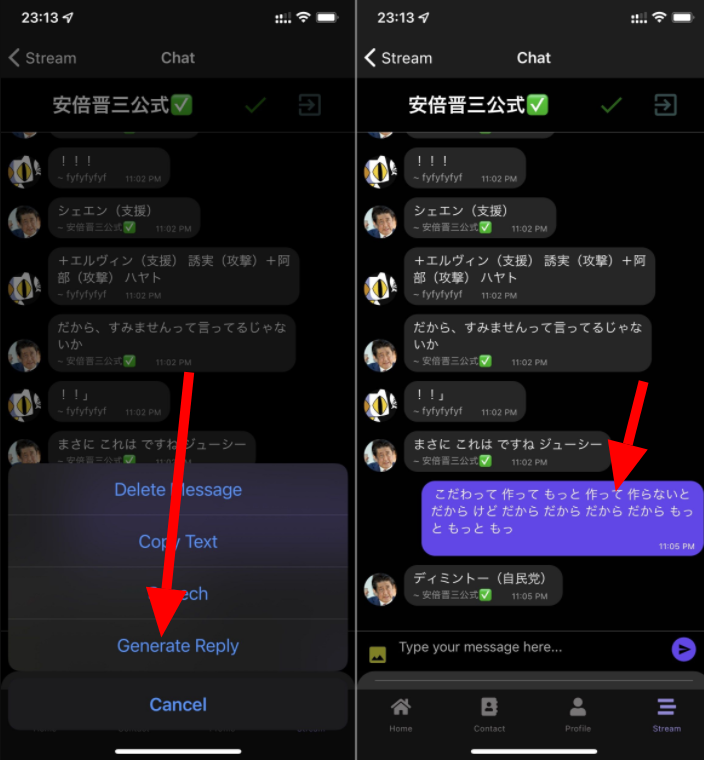 23:13
Stream
Chat
安倍晋三公式✅
！！！
~ fyfyfyfyf
11:02 PM
シェエン（支援）
~ 安倍晋三公式✅
11:02 PM
＋エルヴィン（支援） 誘実（攻撃）＋阿
部（攻撃） ハヤト
~ fyfyfyfyf
11:02 PM
だから、すみませんって言ってるじゃな
いか
~ 安倍晋三公式✅
11:02 PM
！！」
~ fyfyfyfyf
11:02 PM
まさに これは ですね ジューシー
~ 安倍晋三公式✅
11:02 PM
Delete Message
Copy Text
Generate Reply
Cancel
23:13
Stream
Chat
安倍晋三公式✅
！！！
~ fyfyfyfyf
11:02 PM
シェエン（支援）
~ 安倍晋三公式✅
11:02 PM
＋エルヴィン（支援） 誘実（攻撃）＋阿
部（攻撃） ハヤト
~ fyfyfyfyf
11:02 PM
だから、すみませんって言ってるじゃな
いか
~ 安倍晋三公式✅
11:02 PM
！！」
~ fyfyfyfyf
11:02 PM
まさに これは ですね ジューシー
~ 安倍晋三公式✅
11:02 PM
こだわって 作って もっと 作って 作らないと
だから けど だから だから だから だから もっ
と もっと もっ
11:05 PM
ディミントー（自民党）
~ 安倍晋三公式✅
11:05 PM
Type your message here...
Home
Contact
Profile
Stream